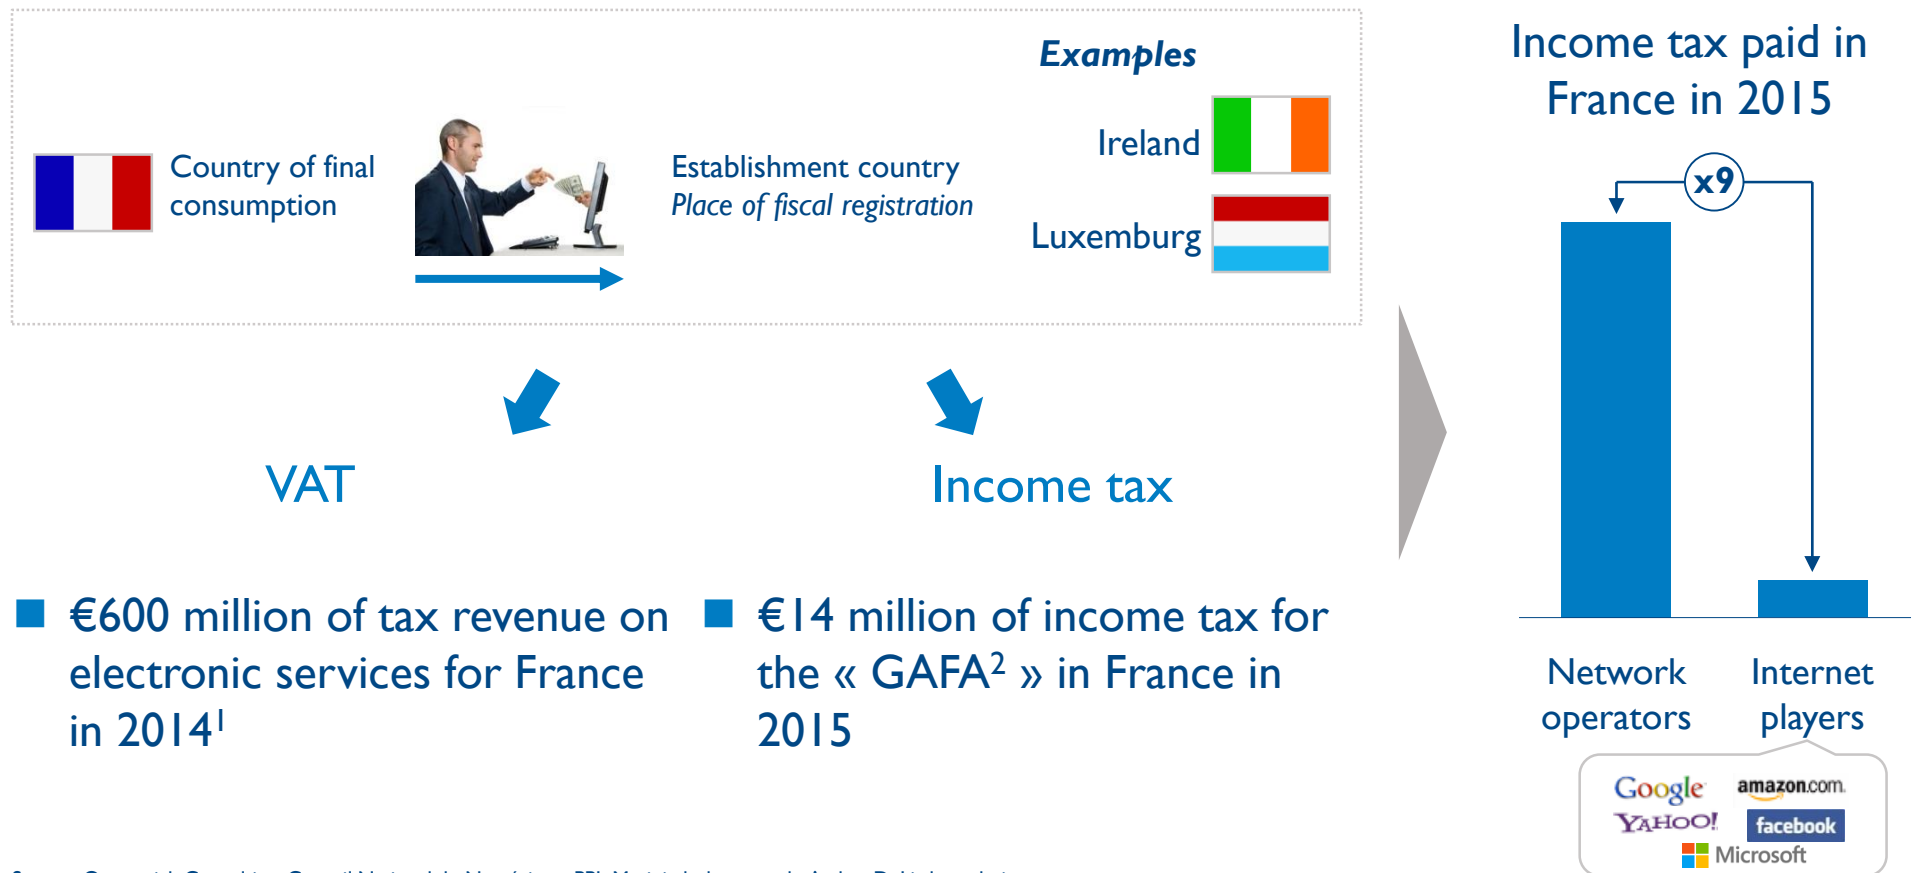 Examples
Country of final
consumption
Establishment country
Place of fiscal registration
Ireland
Luxemburg
VAT
Income tax
■ €600 million of tax revenue on
electronic services for France
in 2014¹
■ €14 million of income tax for
the « GAFA² » in France in
2015
Income tax paid in
France in 2015
x9
Network
operators
Internet
players
Google
amazon.com.
YAHOO!
facebook
Microsoft